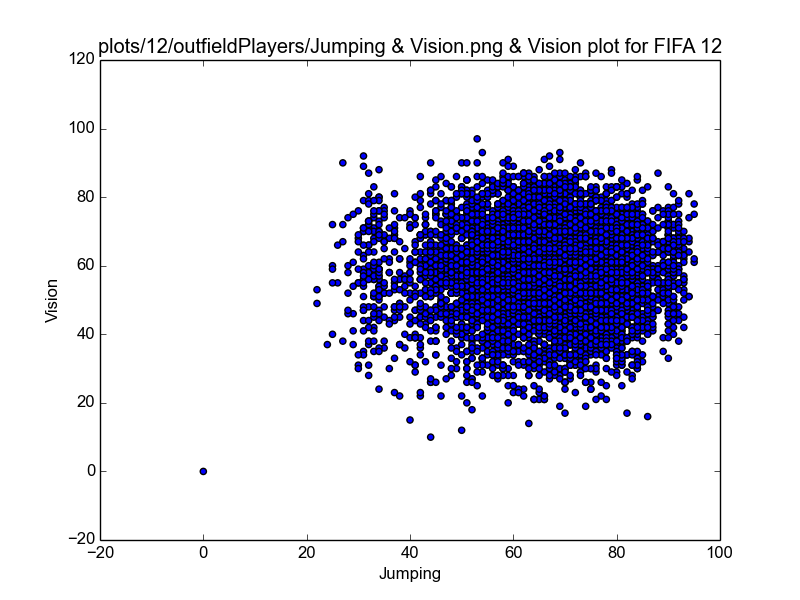 plots/12/outfieldPlayers/Jumping & Vision.png & Vision plot for FIFA 12
120
100
80
60
40
20
0
−20
Vision
−20 0 20 40 60 80 100
Jumping